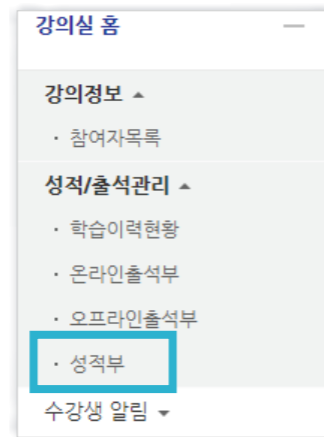 강의실 홈
강의정보 ▲
· 참여자목록
성적/출석관리 ▲
· 학습이력현황
· 온라인출석부
· 오프라인출석부
· 성적부
수강생 알림 ▼